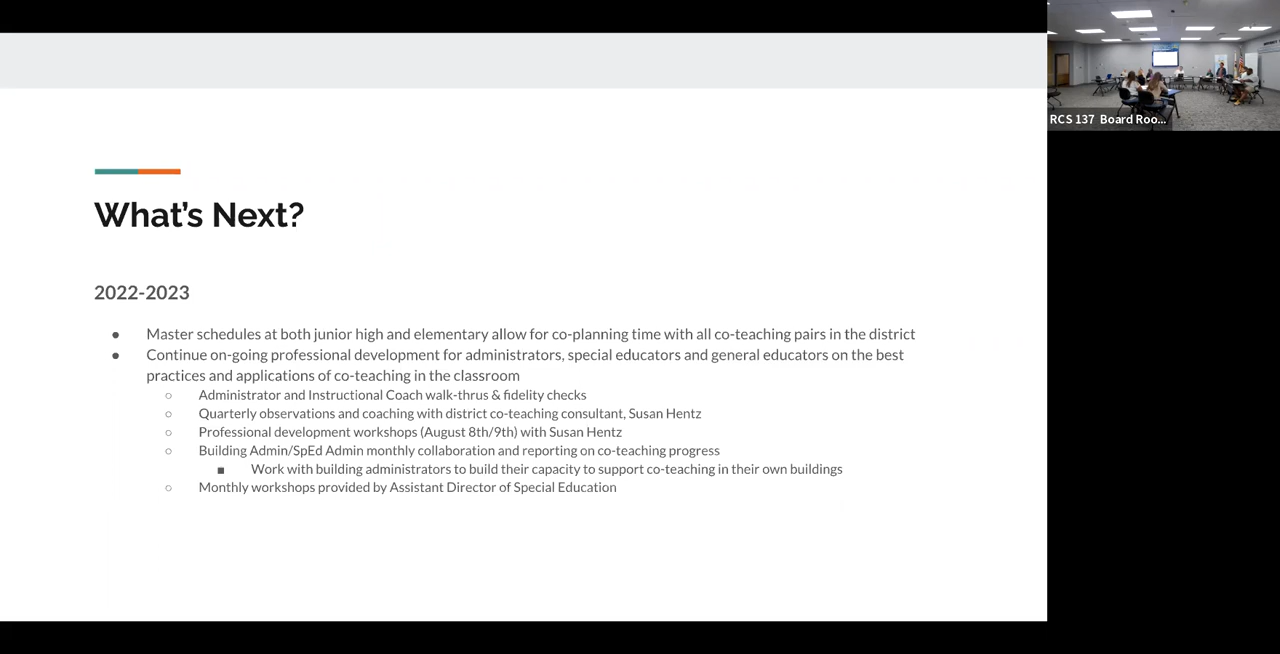 What's Next?
2022-2023
● Master schedules at both junior high and elementary allow for co-planning time with all co-teaching pairs in the district
● Continue on-going professional development for administrators, special educators and general educators on the best
practices and applications of co-teaching in the classroom
○ Administrator and Instructional Coach walk-thrus & fidelity checks
○ Quarterly observations and coaching with district co-teaching consultant, Susan Hentz
○ Professional development workshops (August 8th/9th) with Susan Hentz
○ Building Admin/SpEd Admin monthly collaboration and reporting on co-teaching progress
■ Work with building administrators to build their capacity to support co-teaching in their own buildings
○ Monthly workshops provided by Assistant Director of Special Education
RCS 137 Board Roo...